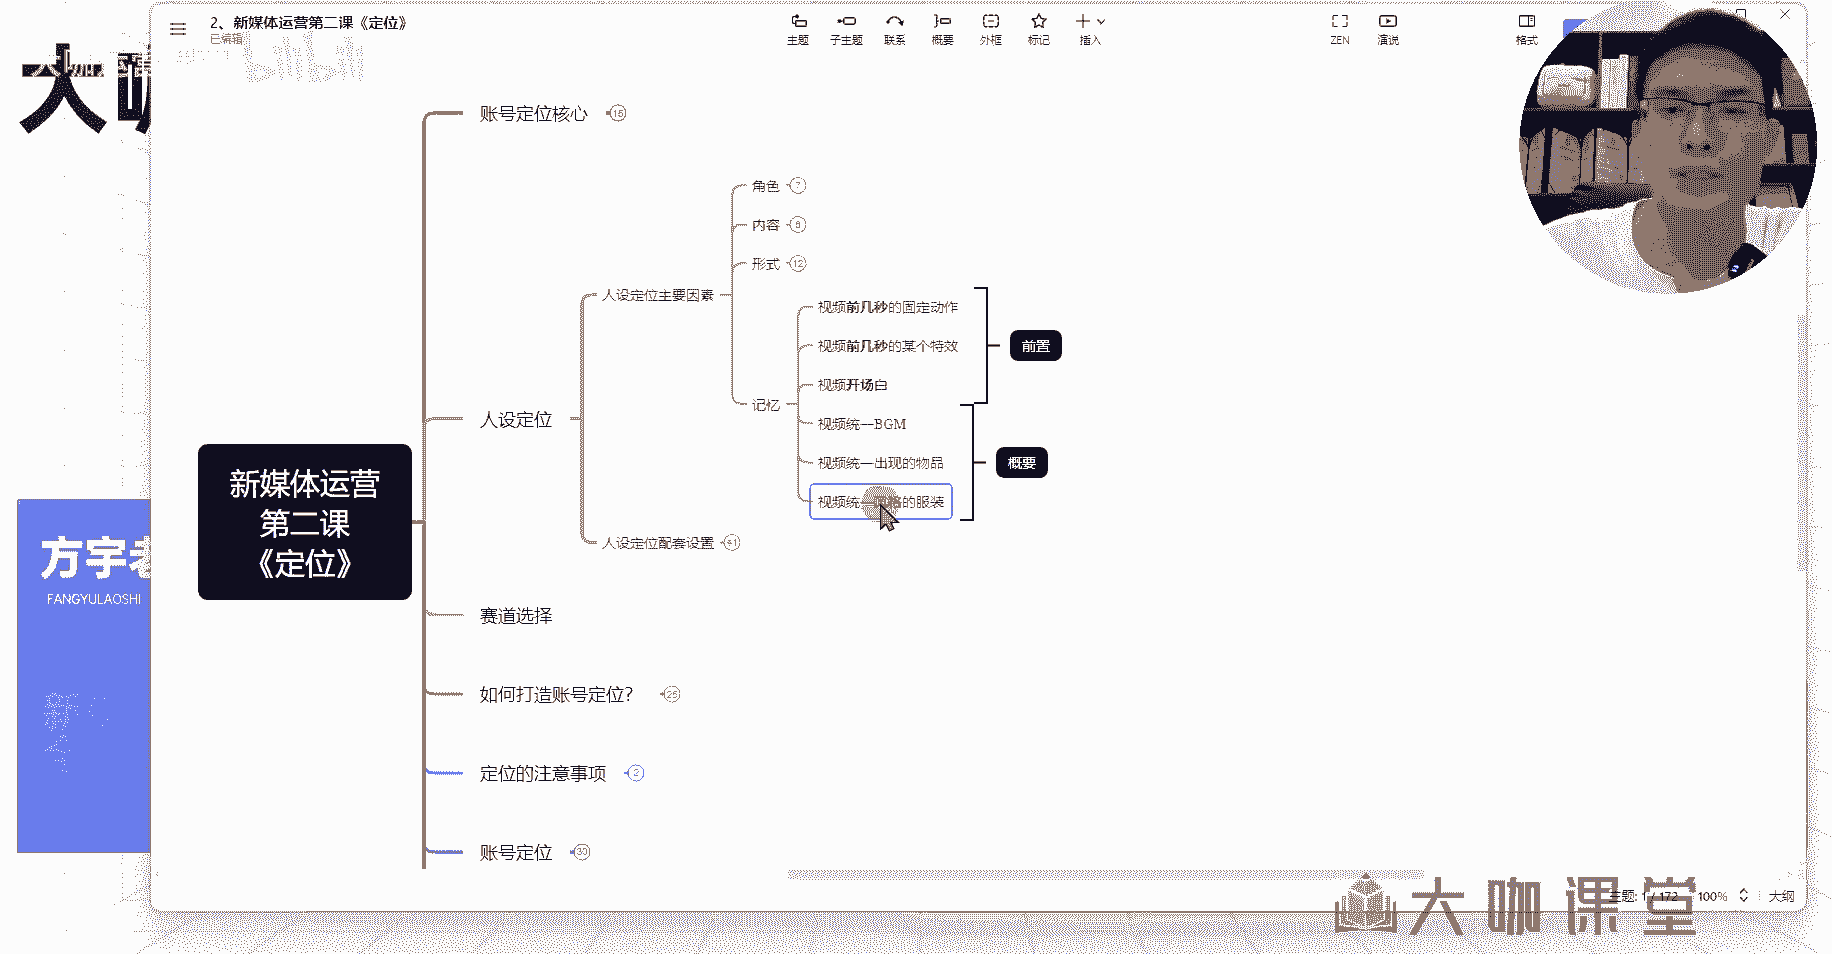 2、新媒体运营第二课《定位》
已编辑
主题
子主题
联系
概要
外框
标记
插入
ZEN
演说
格式
bilibili
账号定位核心
15
角色
7
内容
形式
12
人设定位主要因素
视频前几秒的固定动作
视频前几秒的某个特效
前置
视频开场白
记忆
人设定位
视频统一BGM
视频统一出现的物品
概要
新媒体运营
第二课
《定位》
视频统一风格的服装
人设定位配套设置
方宇
FANGYULAOSHI
赛道选择
如何打造账号定位？
25
定位的注意事项
2
账号定位
30
大咖课堂
主题: 1 / 172
100%
大纲